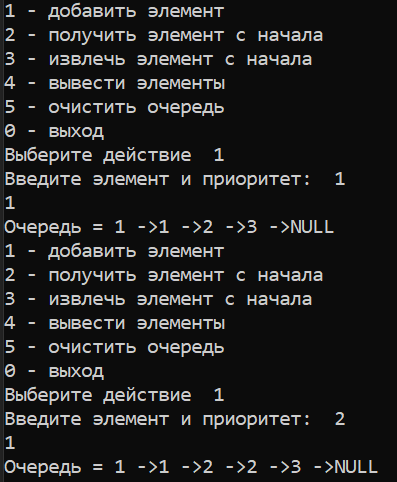 1 - добавить элемент
2 - получить элемент с начала
3 - извлечь элемент с начала
4 - вывести элементы
5 - очистить очередь
0 - выход
Выберите действие  1
Введите элемент и приоритет:  1
1
Очередь = 1 ->1 ->2 ->3 ->NULL
1 - добавить элемент
2 - получить элемент с начала
3 - извлечь элемент с начала
4 - вывести элементы
5 - очистить очередь
0 - выход
Выберите действие  1
Введите элемент и приоритет:  2
1
Очередь = 1 ->1 ->2 ->2 ->3 ->NULL